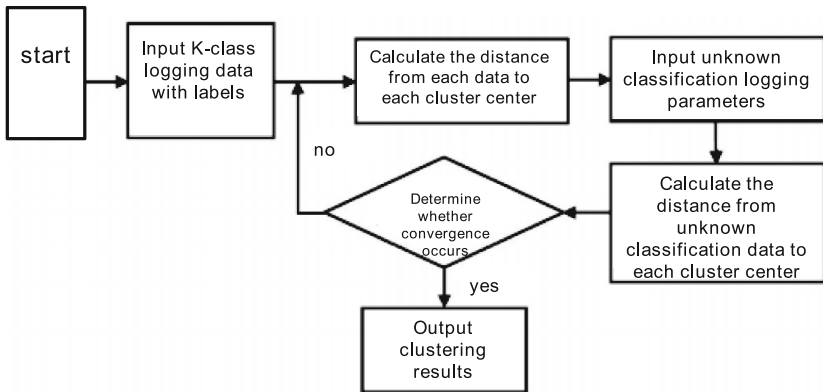 start
Input K-class
logging data
with labels
Calculate the distance
from each data to
each cluster center
Input unknown
classification logging
parameters
Calculate the
distance from
unknown
classification data to
each cluster center
Determine
whether
convergence
occurs
no
yes
Output
clustering
results